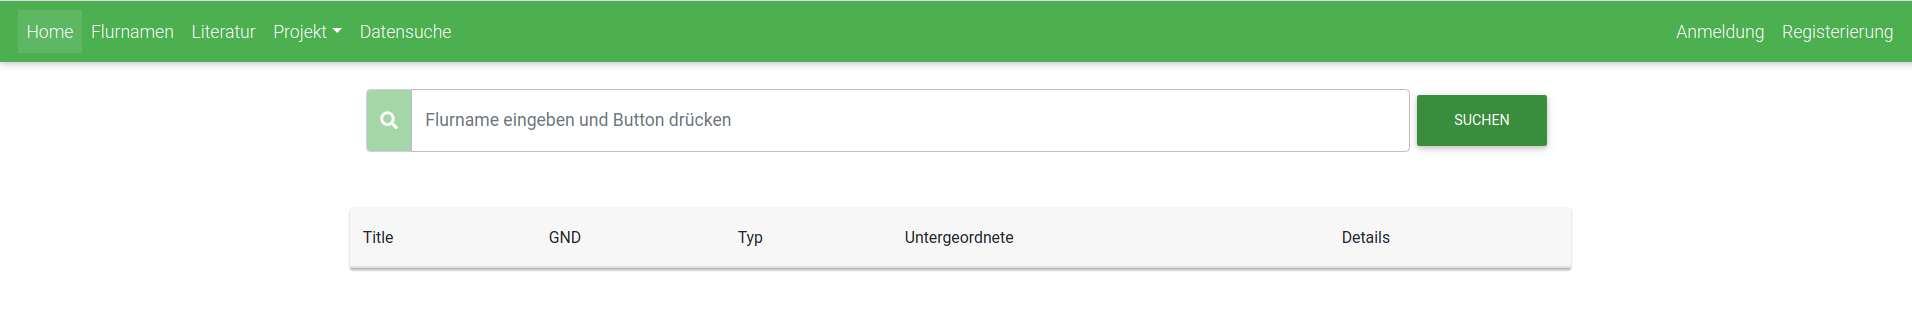 Home Flurnamen Literatur Projekt Datensuche Anmeldung Registerierung
Flurname eingeben und Button drücken SUCHEN
Title GND Typ Untergeordnete Details